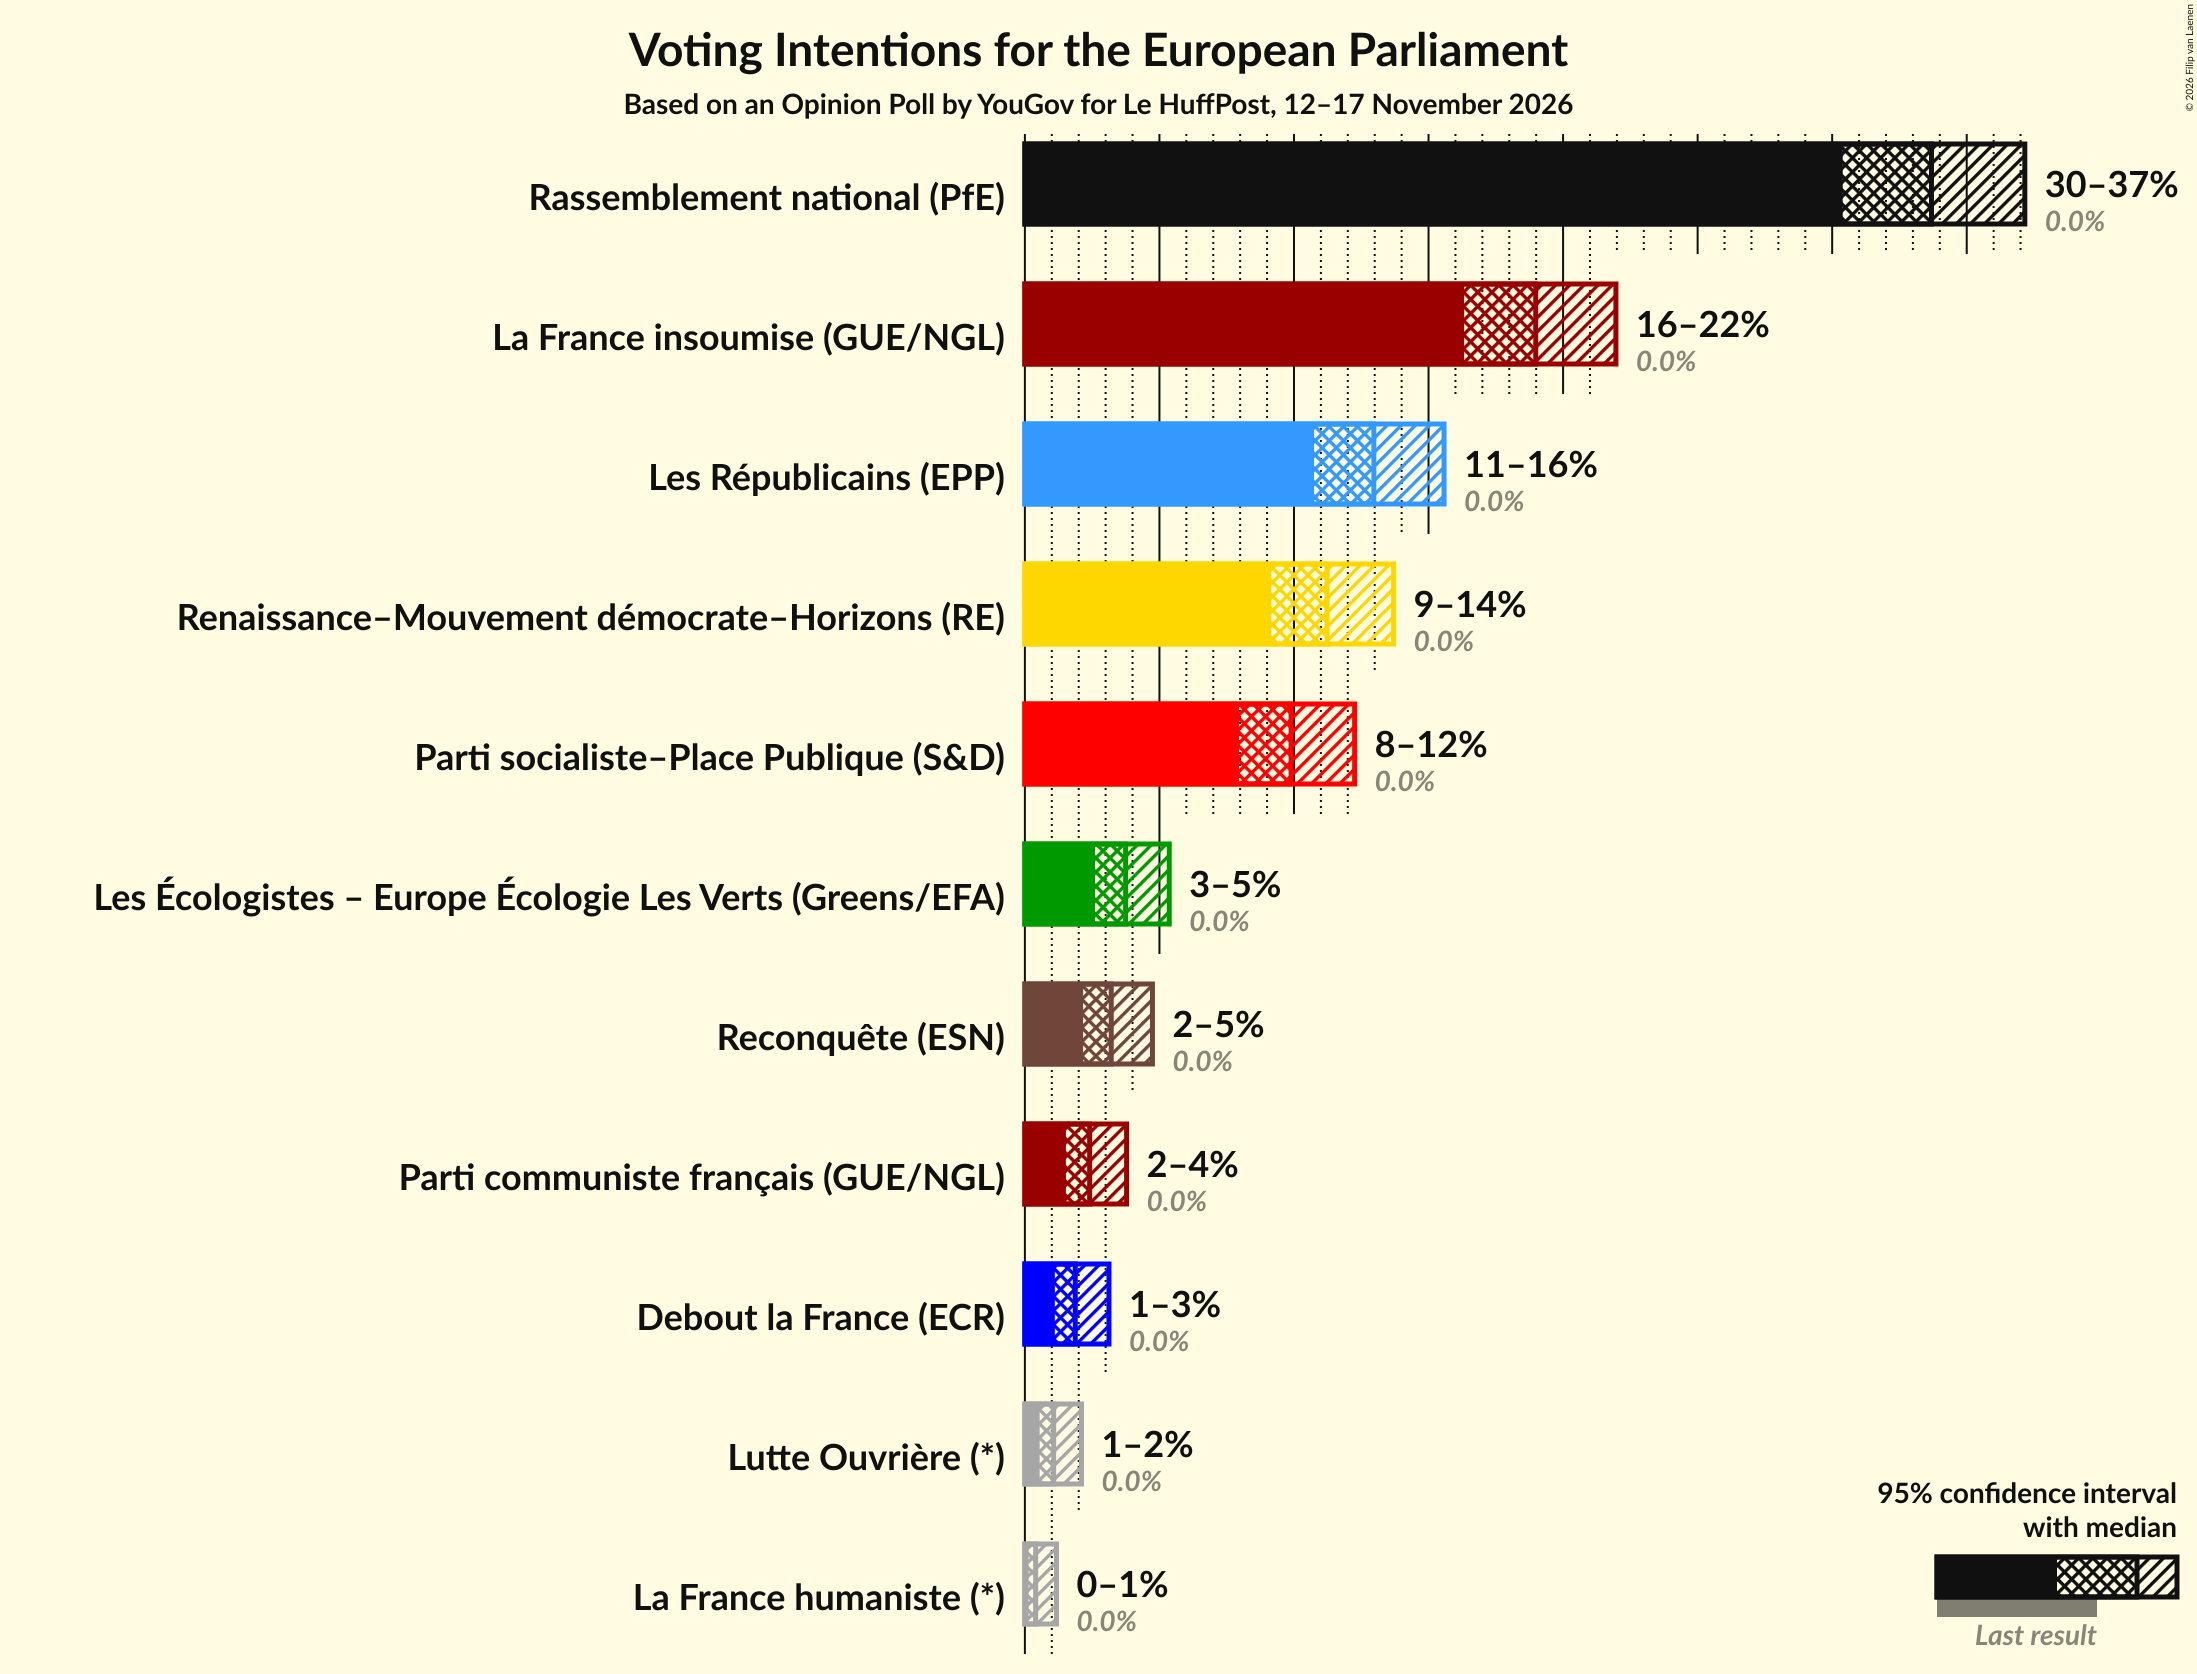 Voting Intentions for the European Parliament
Based on an Opinion Poll by YouGov for Le HuffPost, 12–17 November 2026
© 2026 Filip van Laenen
Rassemblement national (PfE)
30–37%
0.0%
La France insoumise (GUE/NGL)
16–22%
0.0%
Les Républicains (EPP)
11–16%
0.0%
Renaissance–Mouvement démocrate–Horizons (RE)
9–14%
0.0%
Parti socialiste–Place Publique (S&D)
8–12%
0.0%
Les Écologistes – Europe Écologie Les Verts (Greens/EFA)
3–5%
0.0%
Reconquête (ESN)
2–5%
0.0%
Parti communiste français (GUE/NGL)
2–4%
0.0%
Debout la France (ECR)
1–3%
0.0%
Lutte Ouvrière (*)
1–2%
0.0%
La France humaniste (*)
0–1%
0.0%
95% confidence interval
with median
Last result